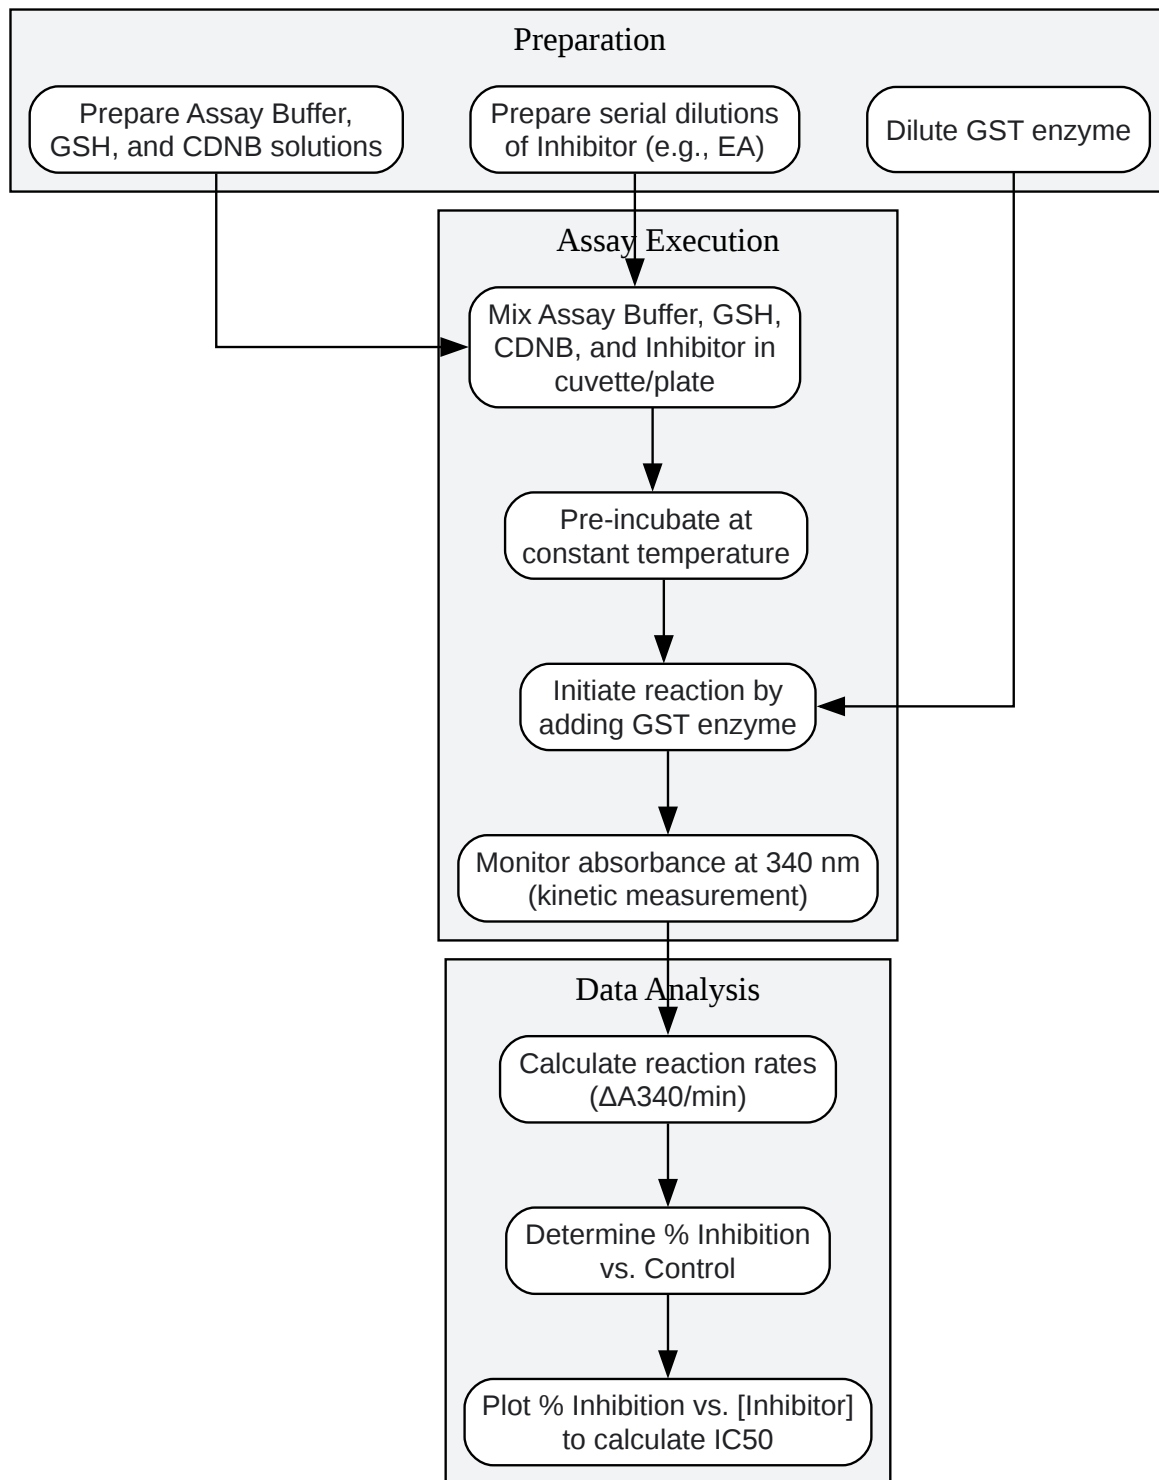 Preparation
Prepare Assay Buffer,
GSH, and CDNB solutions
Prepare serial dilutions
of Inhibitor (e.g., EA)
Dilute GST enzyme
Assay Execution
Mix Assay Buffer, GSH,
CDNB, and Inhibitor in
cuvette/plate
Pre-incubate at
constant temperature
Initiate reaction by
adding GST enzyme
Monitor absorbance at 340 nm
(kinetic measurement)
Data Analysis
Calculate reaction rates
(ΔA340/min)
Determine % Inhibition
vs. Control
Plot % Inhibition vs. [Inhibitor]
to calculate IC50